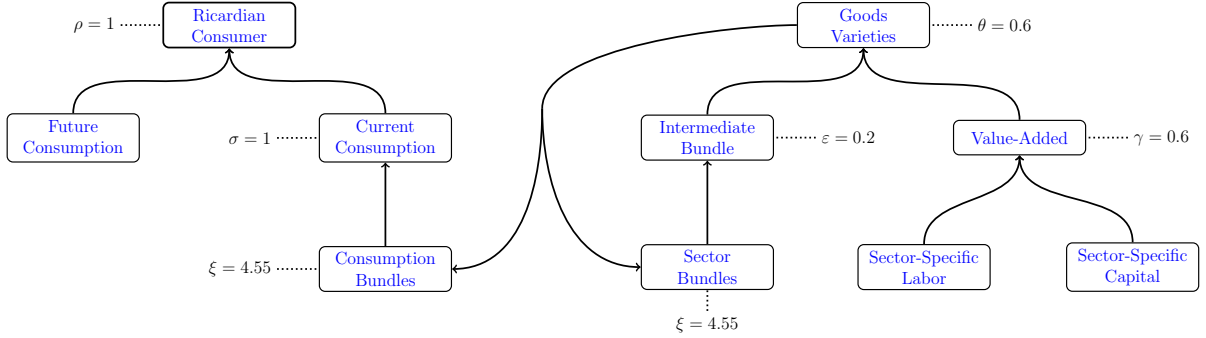 ρ = 1
Ricardian
Consumer
Goods
Varieties
θ = 0.6
Future
Consumption
σ = 1
Current
Consumption
Intermediate
Bundle
ε = 0.2
Value-Added
γ = 0.6
ξ = 4.55
Consumption
Bundles
Sector
Bundles
Sector-Specific
Labor
Sector-Specific
Capital
ξ = 4.55